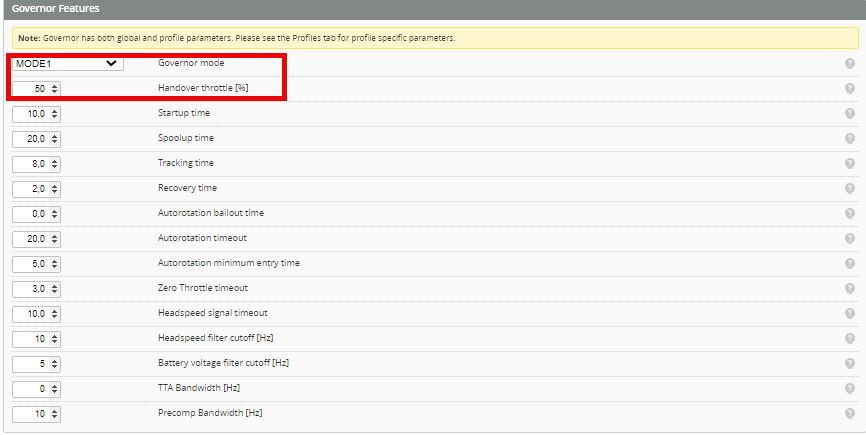 Governor Features
Note: Governor has both global and profile parameters. Please see the Profiles tab for profile specific parameters.
MODE1 Governor mode
50 Handover throttle [%]
10,0 Startup time
20,0 Spoolup time
8,0 Tracking time
2,0 Recovery time
0,0 Autorotation bailout time
20,0 Autorotation timeout
5,0 Autorotation minimum entry time
3,0 Zero Throttle timeout
10,0 Headspeed signal timeout
10 Headspeed filter cutoff [Hz]
5 Battery voltage filter cutoff [Hz]
0 TTA Bandwidth [Hz]
10 Precomp Bandwidth [Hz]